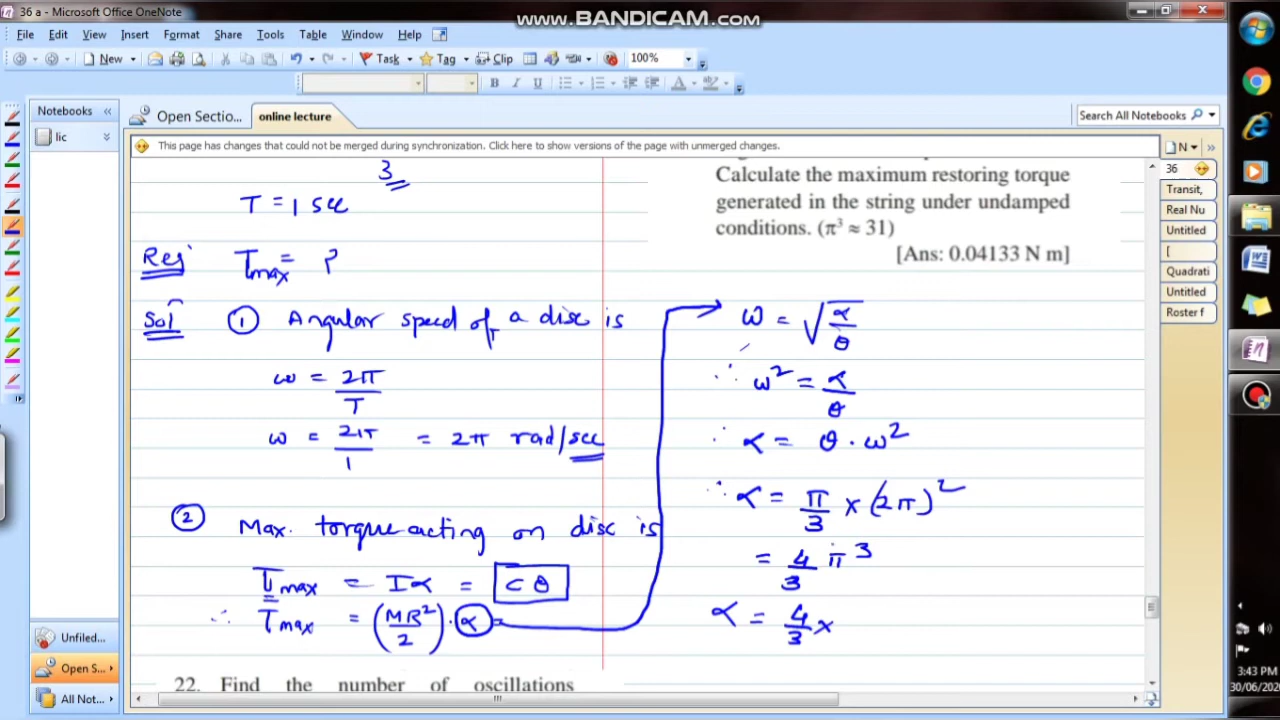 36 a - Microsoft Office OneNote
www.BANDICAM.com
File Edit View Insert Format Share Tools Table Window Help
New Task Tag Clip 100%
B I U
Notebooks «
lic
Open Sectio... online lecture
Search All Notebooks
This page has changes that could not be merged during synchronization. Click here to show versions of the page with unmerged changes.
3
T = 1 sec
Req Tmax = ?
Calculate the maximum restoring torque
generated in the string under undamped
conditions. (π³ ≈ 31)
[Ans: 0.04133 N m]
Sol ① Angular speed of a disc is
ω = 2π/T
ω = 2π/1 = 2π rad/sec
② Max. torque acting on disc is
τmax = Iα = cθ
∴ τmax = (MR²/2) · α
ω = √(α/θ)
∴ ω² = α/θ
∴ α = θ · ω²
∴ α = π/3 × (2π)²
= 4/3 π³
α = 4/3 ×
22. Find the number of oscillations
N
36
Transit,
Real Nu
Untitled
[
Quadrati
Untitled
Roster f
Unfiled...
Open S...
All Not...
3:43 PM
30/06/202